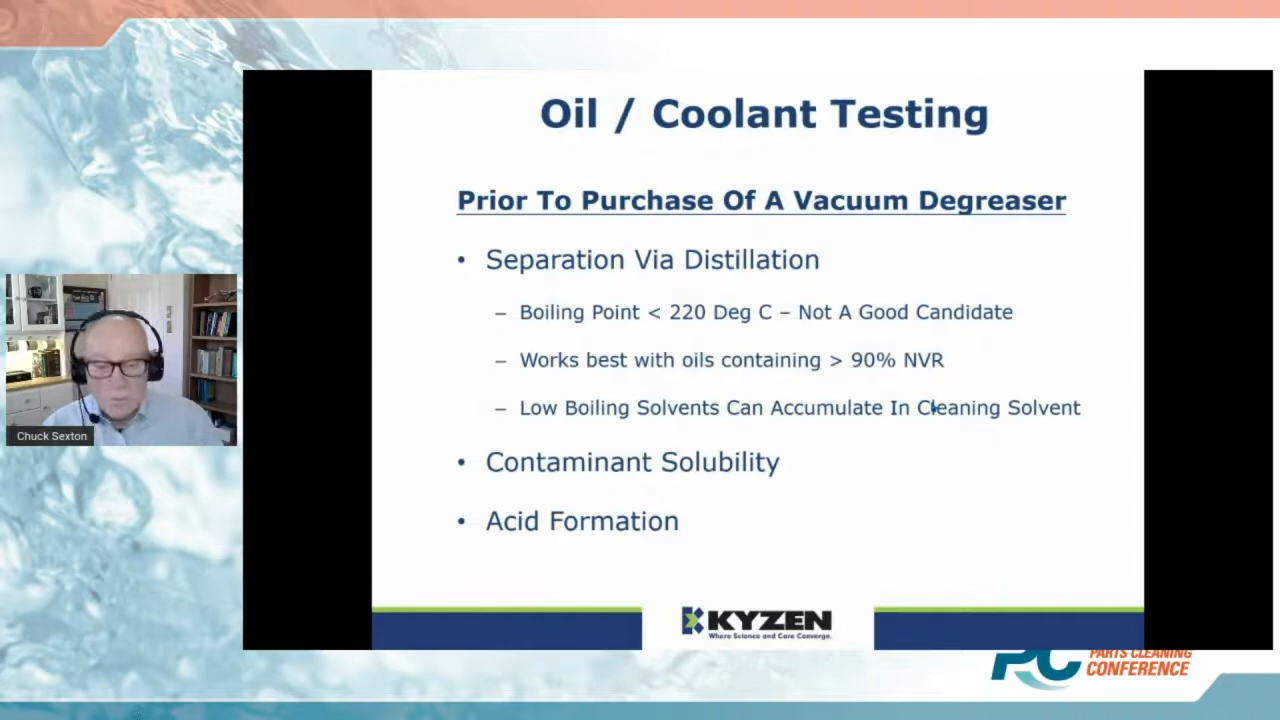 Oil / Coolant Testing
Prior To Purchase Of A Vacuum Degreaser
• Separation Via Distillation
– Boiling Point < 220 Deg C – Not A Good Candidate
– Works best with oils containing > 90% NVR
– Low Boiling Solvents Can Accumulate In Cleaning Solvent
• Contaminant Solubility
• Acid Formation
Chuck Sexton
KYZEN
Where Science and Care Converge.
PC
PARTS CLEANING
CONFERENCE